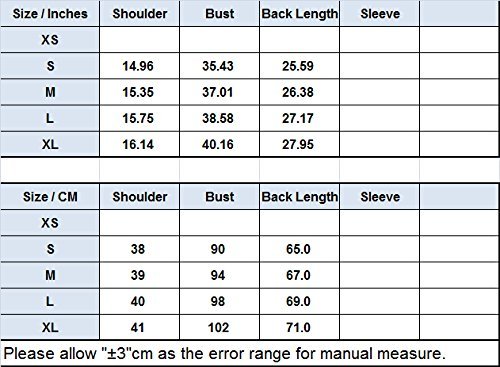 Size / Inches Shoulder Bust Back Length Sleeve
XS
S 14.96 35.43 25.59
M 15.35 37.01 26.38
L 15.75 38.58 27.17
XL 16.14 40.16 27.95
Size / CM Shoulder Bust Back Length Sleeve
XS
S 38 90 65.0
M 39 94 67.0
L 40 98 69.0
XL 41 102 71.0
Please allow "±3"cm as the error range for manual measure.